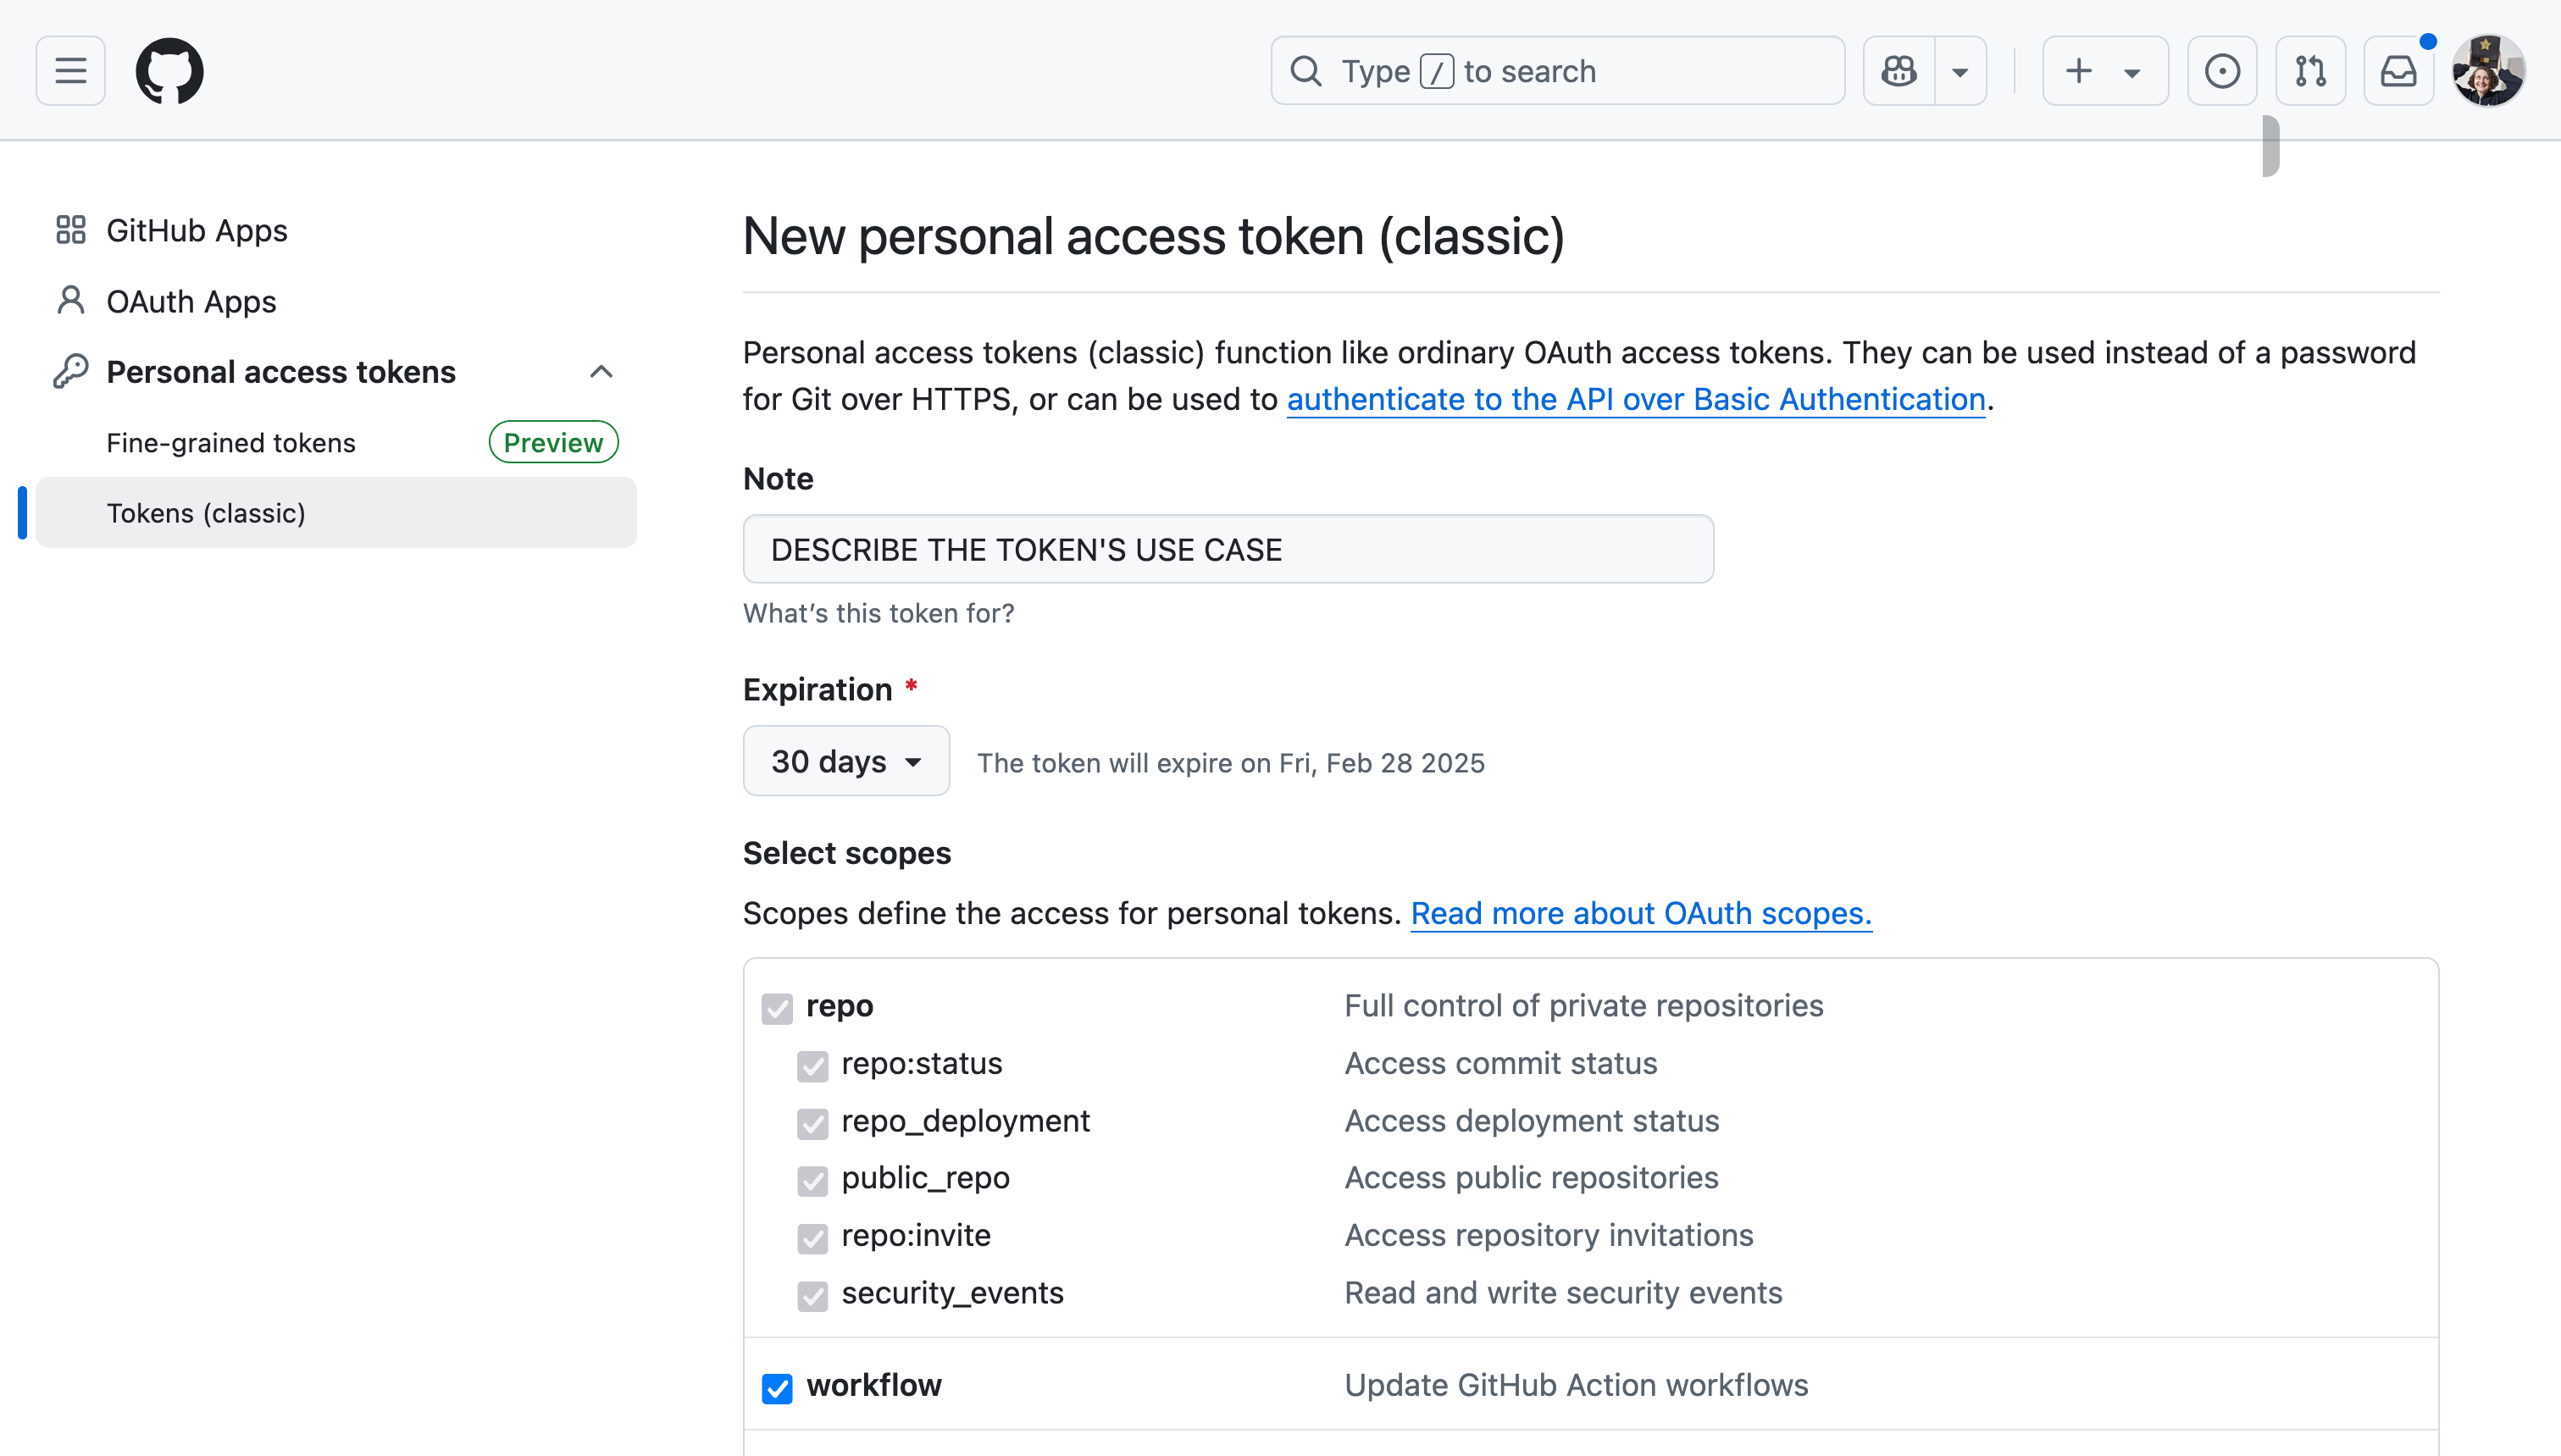 Type / to search
GitHub Apps
OAuth Apps
Personal access tokens
Fine-grained tokens Preview
Tokens (classic)
New personal access token (classic)
Personal access tokens (classic) function like ordinary OAuth access tokens. They can be used instead of a password
for Git over HTTPS, or can be used to authenticate to the API over Basic Authentication.
Note
DESCRIBE THE TOKEN'S USE CASE
What’s this token for?
Expiration *
30 days The token will expire on Fri, Feb 28 2025
Select scopes
Scopes define the access for personal tokens. Read more about OAuth scopes.
repo Full control of private repositories
repo:status Access commit status
repo_deployment Access deployment status
public_repo Access public repositories
repo:invite Access repository invitations
security_events Read and write security events
workflow Update GitHub Action workflows